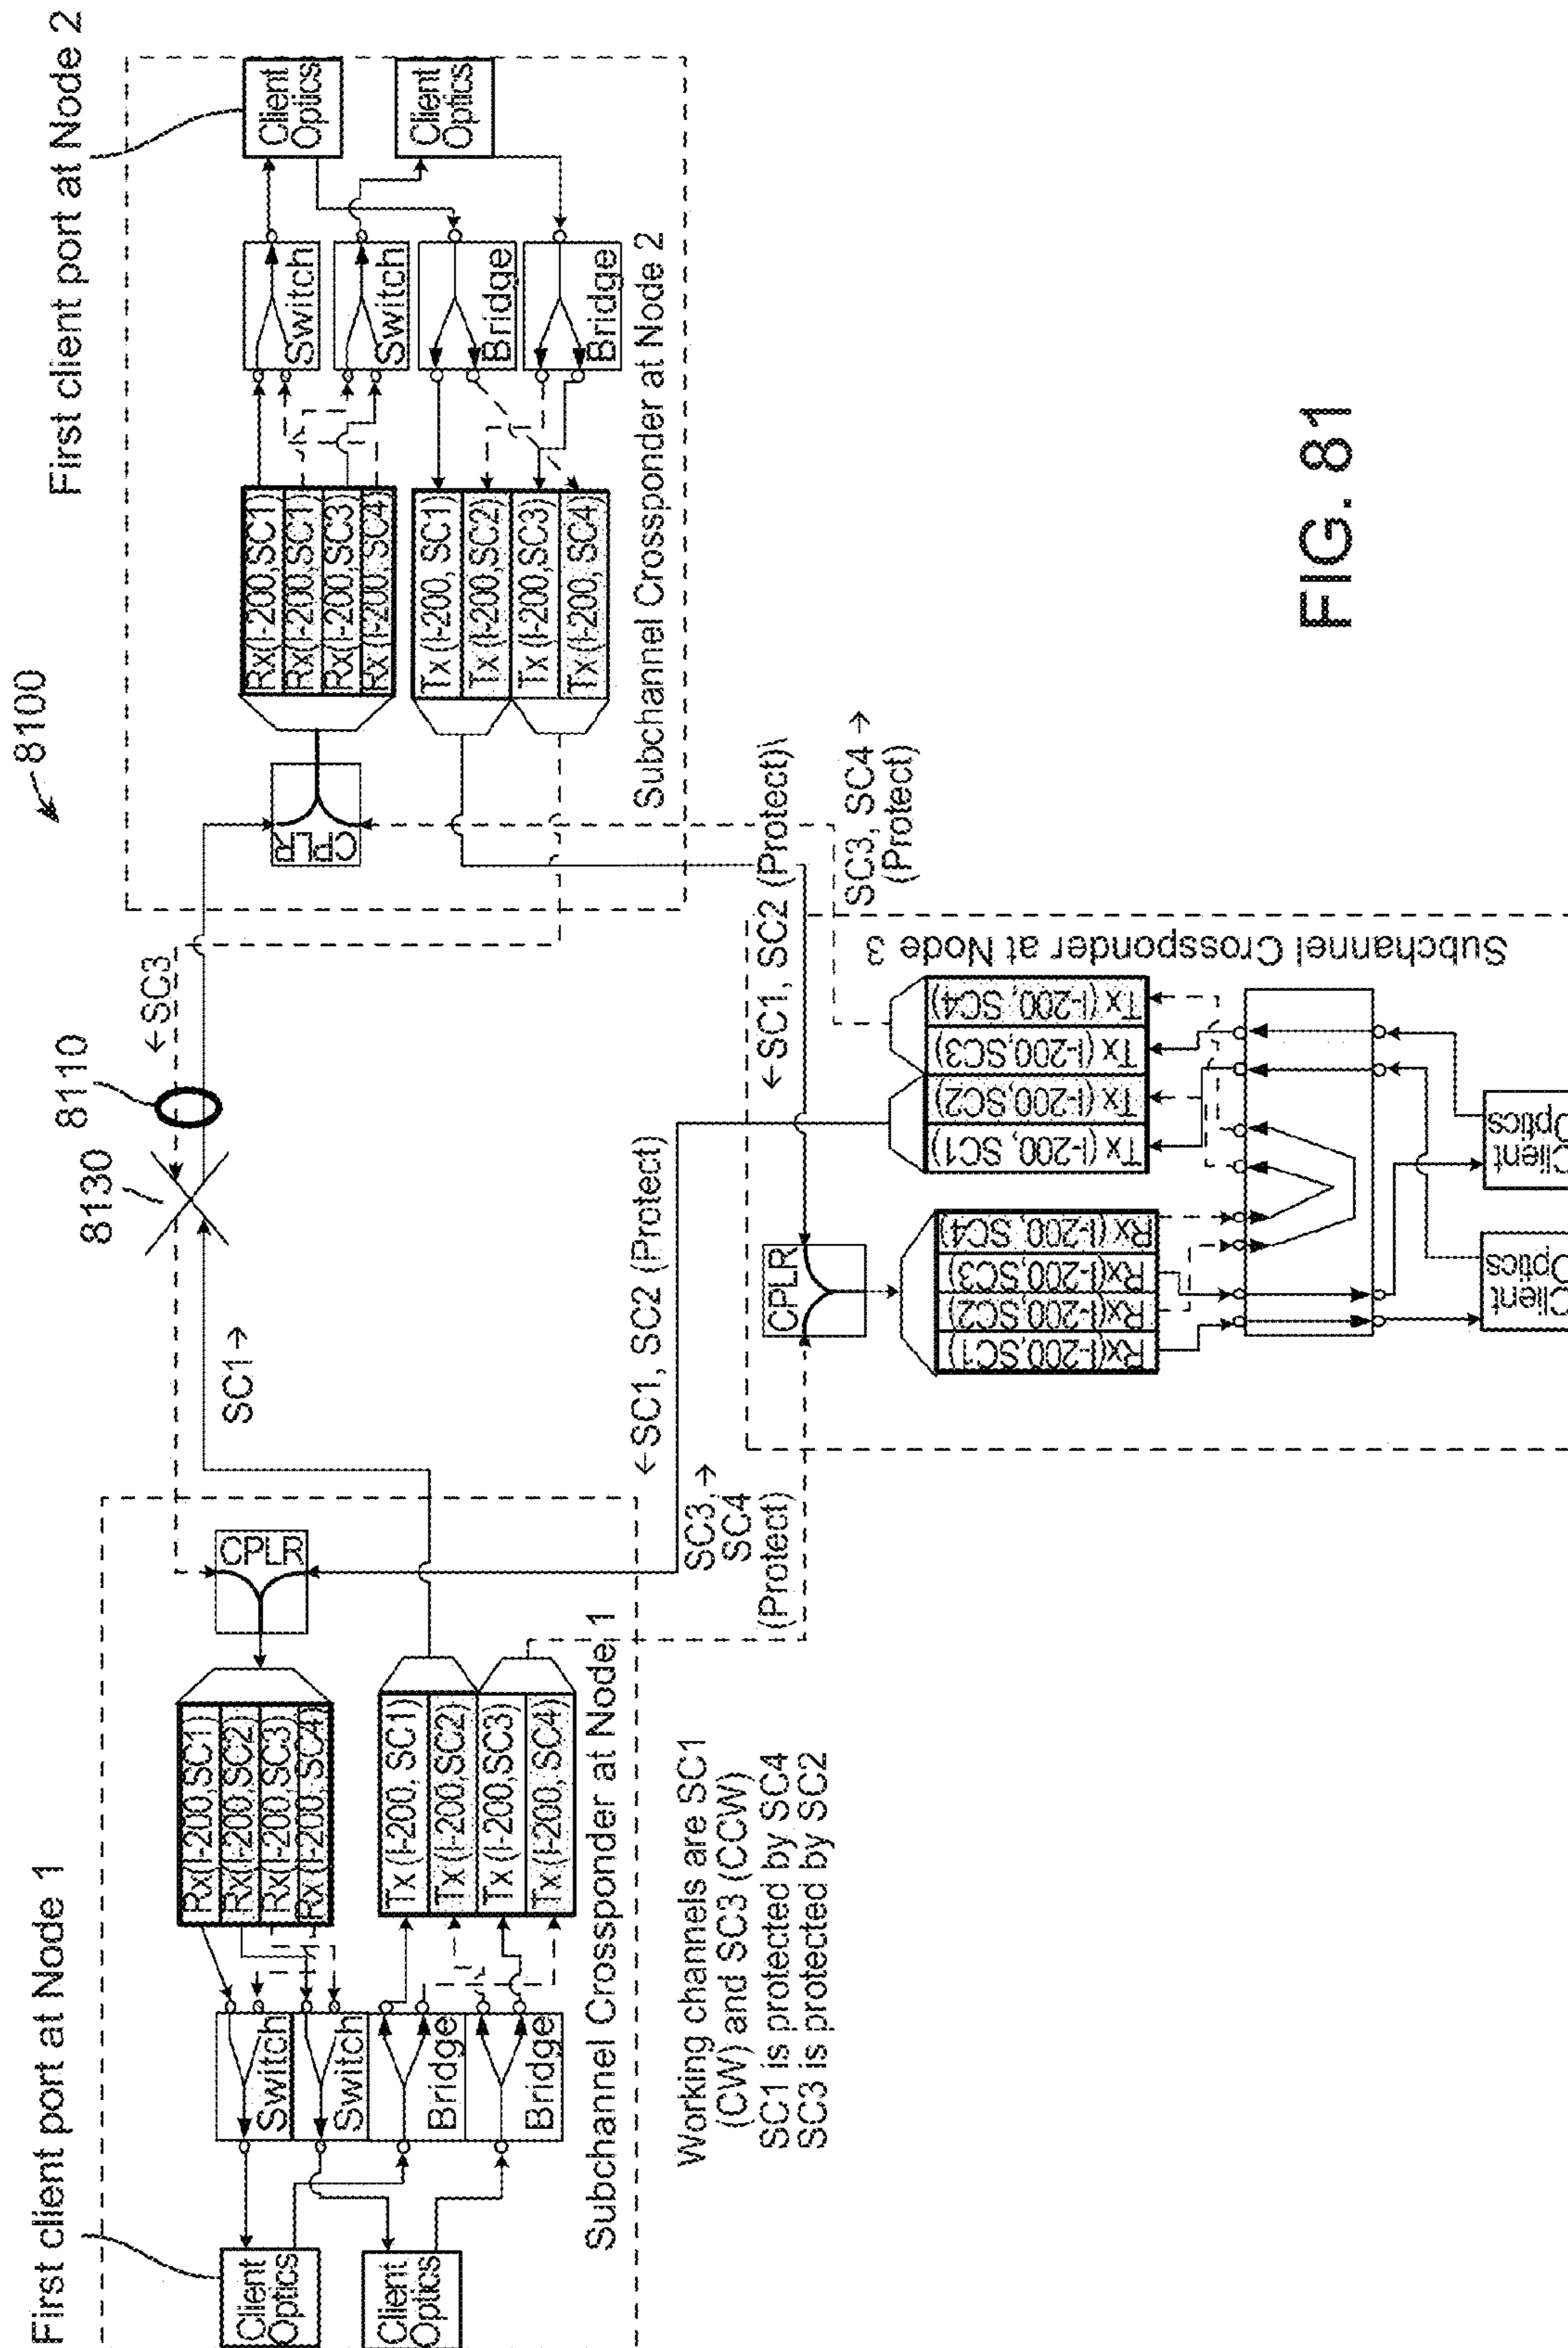 8100
First client port at Node 1
First client port at Node 2
Client
Optics
Client
Optics
Switch
Switch
Bridge
Bridge
Rx(I-200,SC1)
Rx(I-200,SC2)
Rx(I-200,SC3)
Rx(I-200,SC4)
Tx(I-200, SC1)
Tx(I-200,SC2)
Tx(I-200,SC3)
Tx(I-200, SC4)
CPLR
Subchannel Crossponder at Node 1
SC1→
8130
8110
←SC3
CPLR
Rx(I-200,SC1)
Rx(I-200,SC1)
Rx(I-200,SC3)
Rx(I-200,SC4)
Tx(I-200, SC1)
Tx(I-200,SC2)
Tx(I-200,SC3)
Tx(I-200, SC4)
Switch
Switch
Bridge
Bridge
Client
Optics
Client
Optics
Subchannel Crossponder at Node 2
←SC1, SC2 (Protect)
SC3,→
SC4
(Protect)
←SC1, SC2 (Protect)\
SC3, SC4→
(Protect)
Working channels are SC1
(CW) and SC3 (CCW)
SC1 is protected by SC4
SC3 is protected by SC2
CPLR
Subchannel Crossponder at Node 3
Rx(I-200,SC1)
Rx(I-200,SC2)
Rx(I-200,SC3)
Rx(I-200, SC4)
Tx(I-200, SC1)
Tx(I-200,SC2)
Tx(I-200,SC3)
Tx(I-200, SC4)
Client
Optics
Client
Optics
FIG. 81